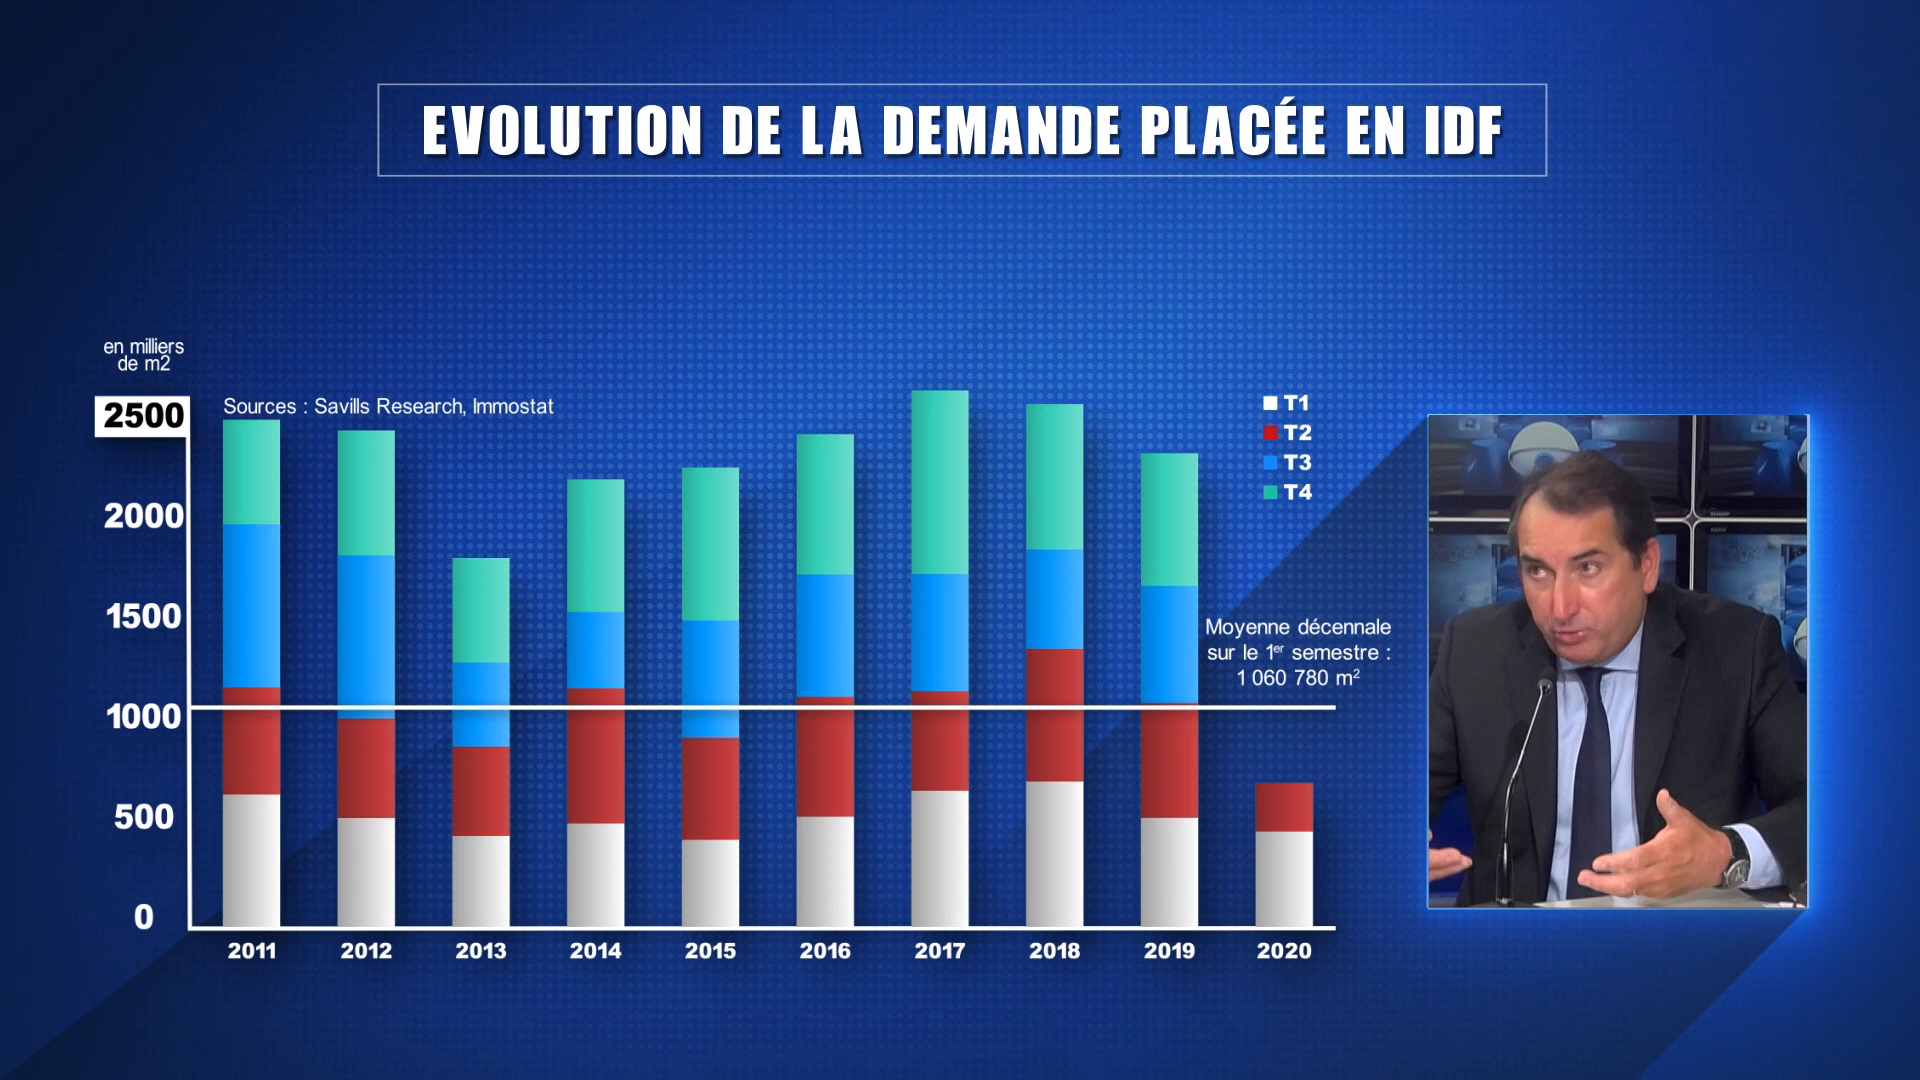 EVOLUTION DE LA DEMANDE PLACÉE EN IDF
en milliers
de m2
2500
Sources : Savills Research, Immostat
T1
T2
T3
T4
2000
1500
Moyenne décennale
sur le 1er semestre :
1 060 780 m²
1000
500
0
2011 2012 2013 2014 2015 2016 2017 2018 2019 2020